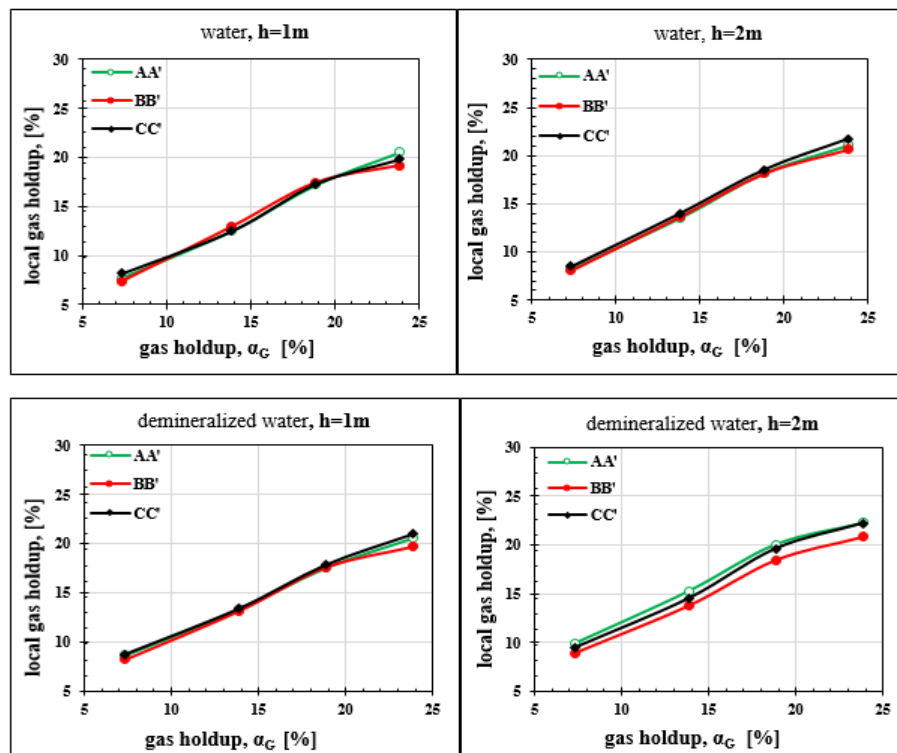 water, h=1m
30
25
20
15
10
5
AA'
BB'
CC'
local gas holdup, [%]
5
10
15
20
25
gas holdup, αG [%]
water, h=2m
30
25
20
15
10
5
AA'
BB'
CC'
local gas holdup, [%]
5
10
15
20
25
gas holdup, αG [%]
demineralized water, h=1m
30
25
20
15
10
5
AA'
BB'
CC'
local gas holdup, [%]
5
10
15
20
25
gas holdup, αG [%]
demineralized water, h=2m
30
25
20
15
10
5
AA'
BB'
CC'
local gas holdup, [%]
5
10
15
20
25
gas holdup, αG [%]